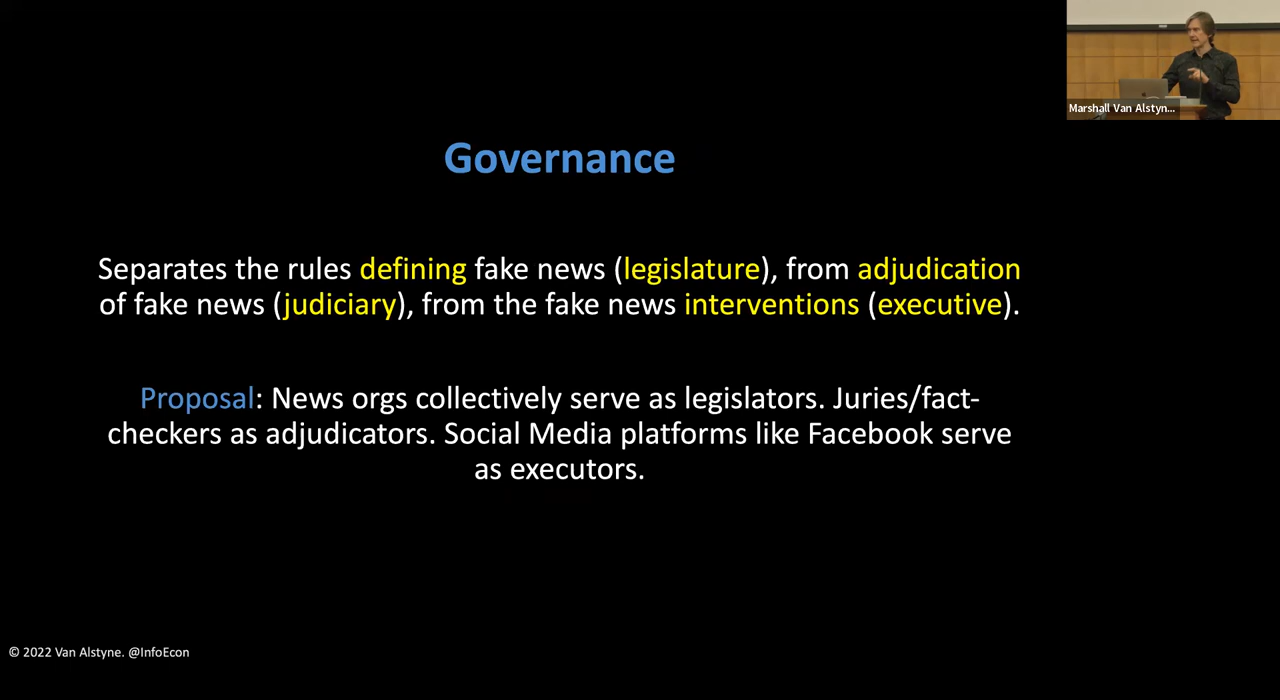 Marshall Van Alstyn...
Governance
Separates the rules defining fake news (legislature), from adjudication
of fake news (judiciary), from the fake news interventions (executive).
Proposal: News orgs collectively serve as legislators. Juries/fact-
checkers as adjudicators. Social Media platforms like Facebook serve
as executors.
© 2022 Van Alstyne. @InfoEcon